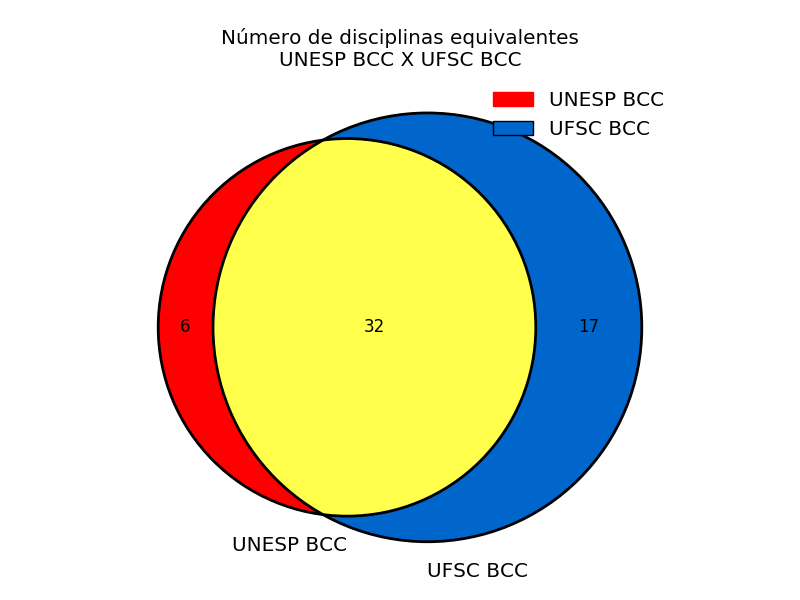 Número de disciplinas equivalentes
UNESP BCC X UFSC BCC
UNESP BCC
UFSC BCC
6
32
17
UNESP BCC
UFSC BCC